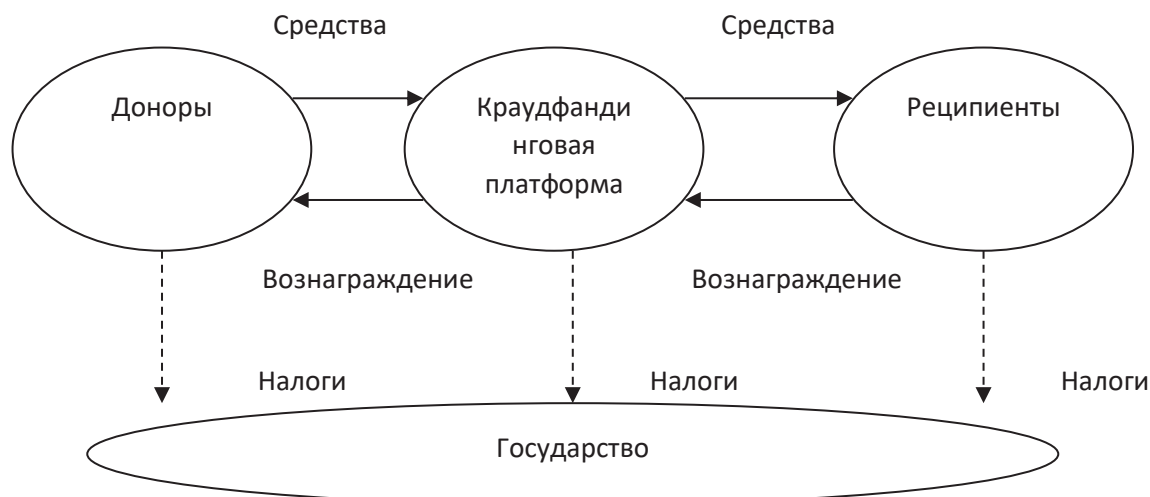 Средства Средства
Доноры
Краудфанди
нговая
платформа
Реципиенты
Вознаграждение Вознаграждение
Налоги Налоги Налоги
Государство